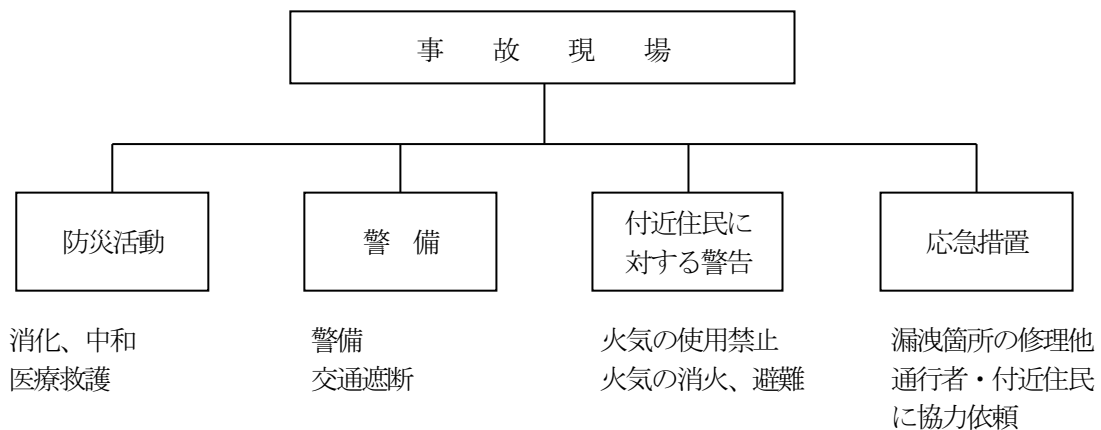 事 故 現 場
防災活動
警 備
付近住民に
対する警告
応急措置
消化、中和
医療救護
警備
交通遮断
火気の使用禁止
火気の消火、避難
漏洩箇所の修理他
通行者・付近住民
に協力依頼